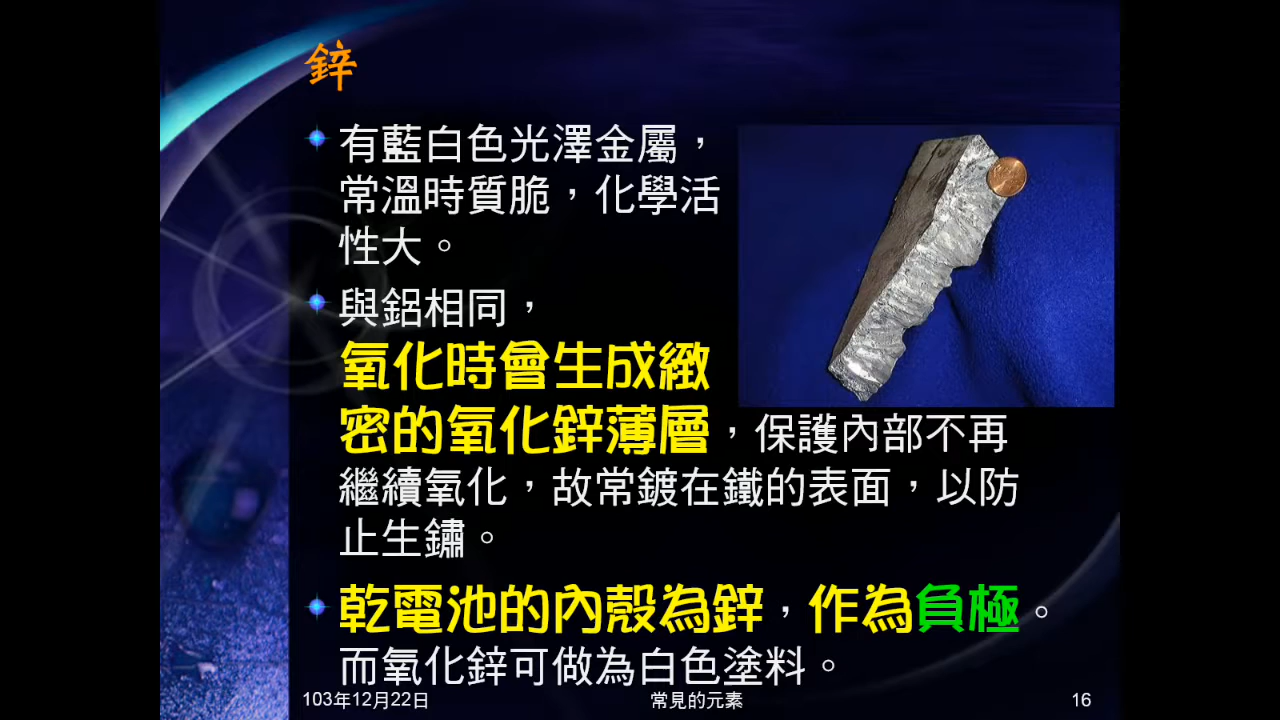 鋅
有藍白色光澤金屬，
常溫時質脆，化學活
性大。
與鋁相同，
氧化時會生成緻
密的氧化鋅薄層，保護內部不再
繼續氧化，故常鍍在鐵的表面，以防
止生鏽。
乾電池的內殼為鋅，作為負極。
而氧化鋅可做為白色塗料。
103年12月22日 常見的元素 16